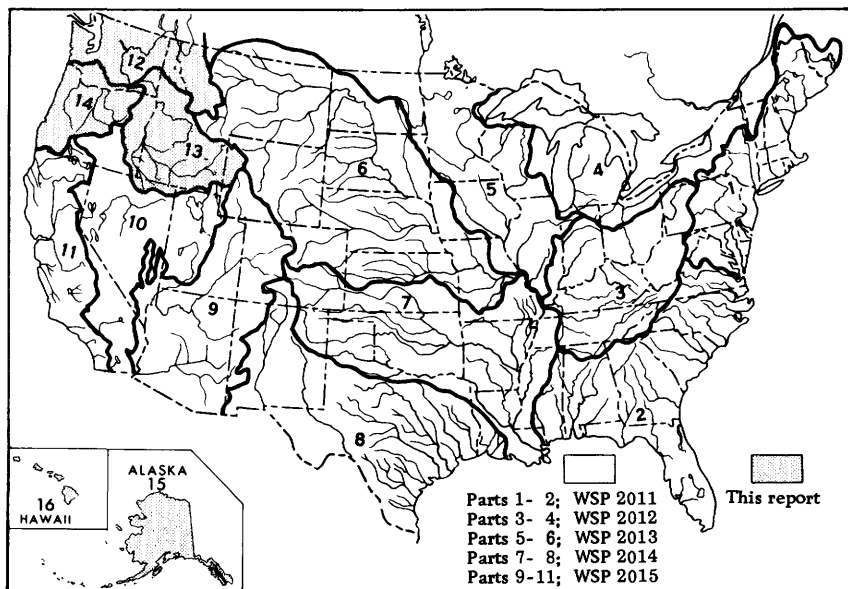 12
14
13
6
5
4
1
10
11
9
7
3
2
8
ALASKA
15
16
HAWAII
This report
Parts 1- 2; WSP 2011
Parts 3- 4; WSP 2012
Parts 5- 6; WSP 2013
Parts 7- 8; WSP 2014
Parts 9-11; WSP 2015